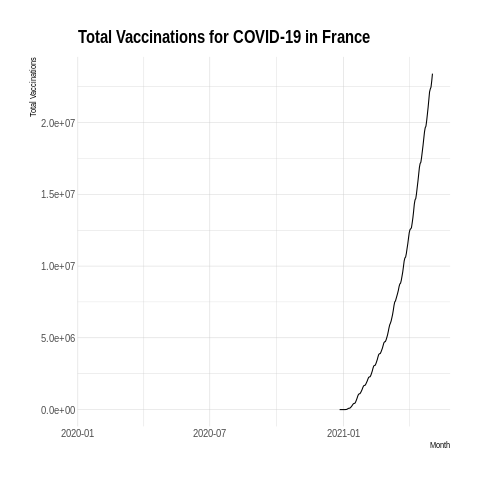 Total Vaccinations for COVID-19 in France
Total Vaccinations
2.0e+07
1.5e+07
1.0e+07
5.0e+06
0.0e+00
2020-01 2020-07 2021-01
Month